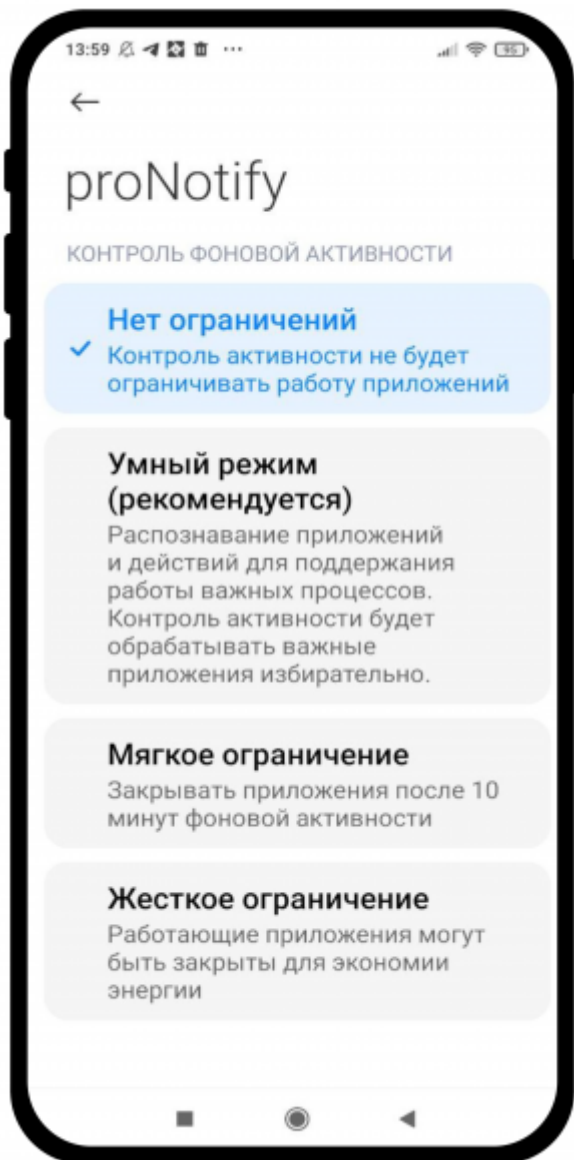 13:59
95
proNotify
КОНТРОЛЬ ФОНОВОЙ АКТИВНОСТИ
Нет ограничений
Контроль активности не будет
ограничивать работу приложений
Умный режим
(рекомендуется)
Распознавание приложений
и действий для поддержания
работы важных процессов.
Контроль активности будет
обрабатывать важные
приложения избирательно.
Мягкое ограничение
Закрывать приложения после 10
минут фоновой активности
Жесткое ограничение
Работающие приложения могут
быть закрыты для экономии
энергии